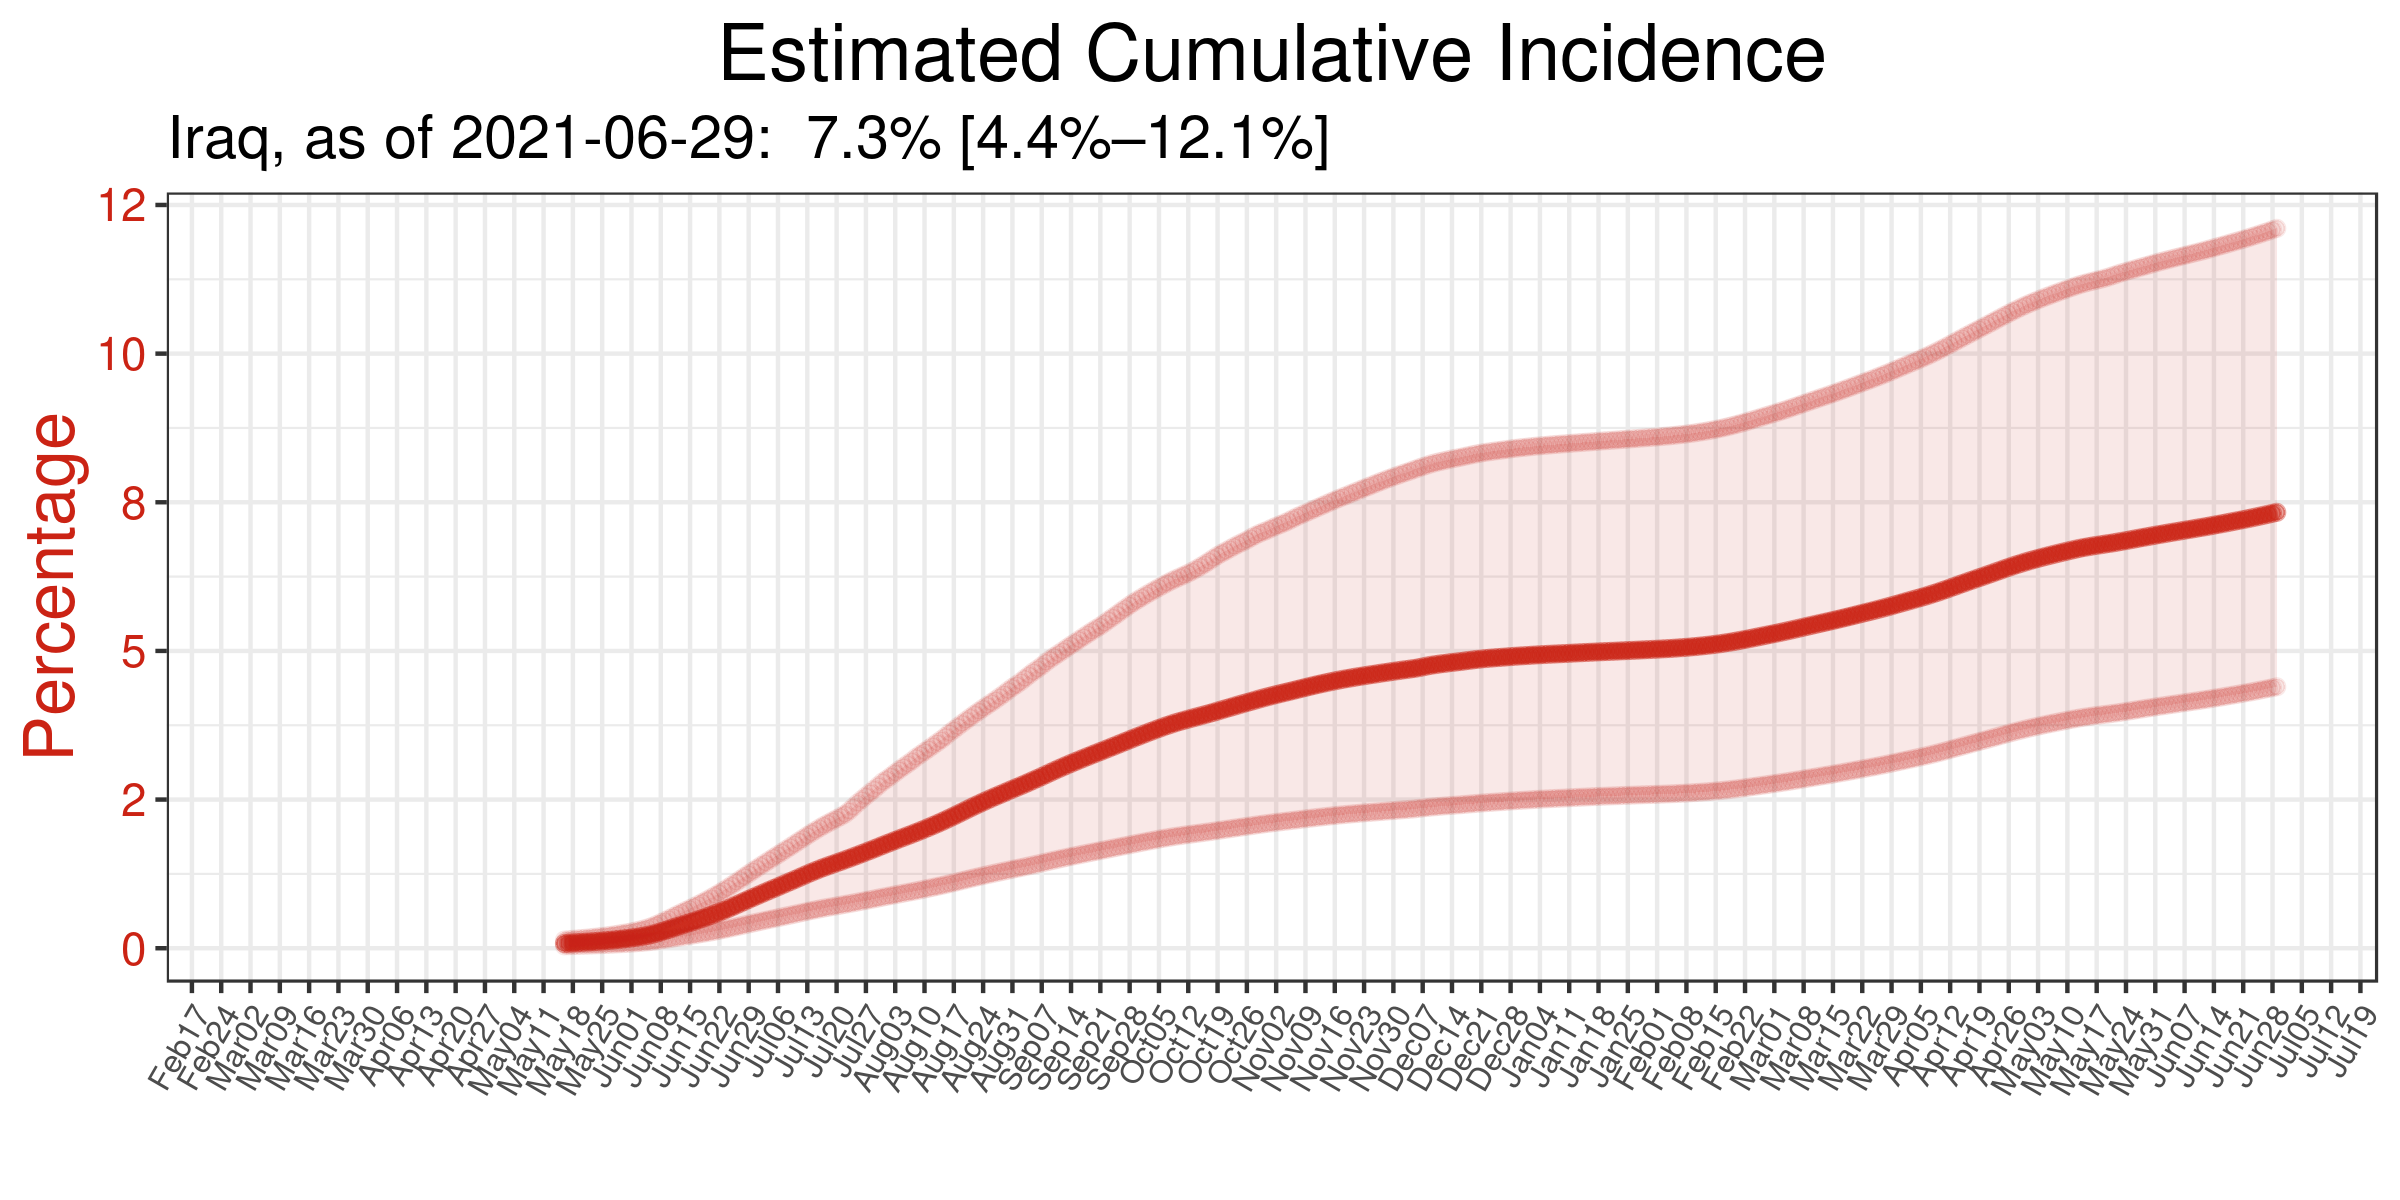 Estimated Cumulative Incidence
Iraq, as of 2021-06-29:  7.3% [4.4%–12.1%]
Percentage
12
10
8
5
2
0
Feb17
Feb24
Mar02
Mar09
Mar16
Mar23
Mar30
Apr06
Apr13
Apr20
Apr27
May04
May11
May18
May25
Jun01
Jun08
Jun15
Jun22
Jun29
Jul06
Jul13
Jul20
Jul27
Aug03
Aug10
Aug17
Aug24
Aug31
Sep07
Sep14
Sep21
Sep28
Oct05
Oct12
Oct19
Oct26
Nov02
Nov09
Nov16
Nov23
Nov30
Dec07
Dec14
Dec21
Dec28
Jan04
Jan11
Jan18
Jan25
Feb01
Feb08
Feb15
Feb22
Mar01
Mar08
Mar15
Mar22
Mar29
Apr05
Apr12
Apr19
Apr26
May03
May10
May17
May24
May31
Jun07
Jun14
Jun21
Jun28
Jul05
Jul12
Jul19